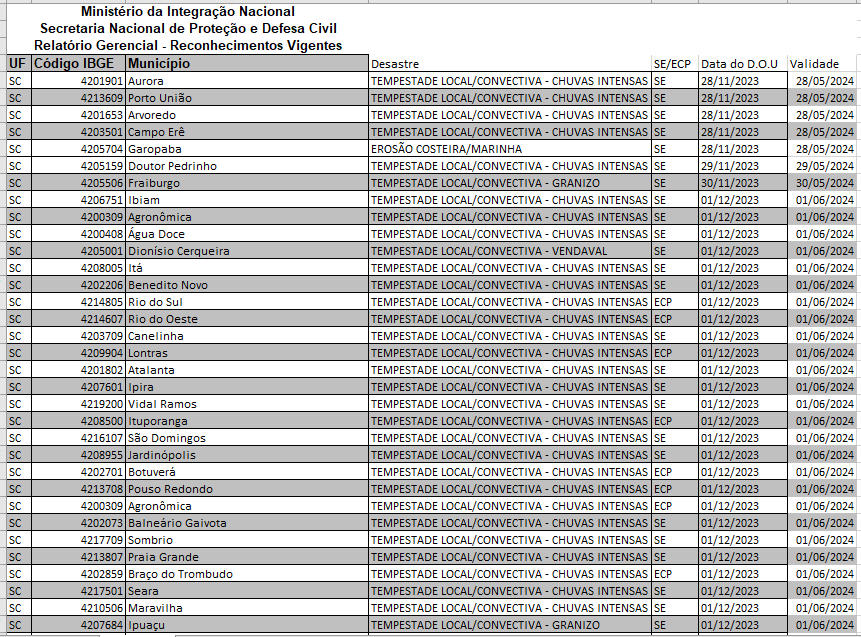 Ministério da Integração Nacional
Secretaria Nacional de Proteção e Defesa Civil
Relatório Gerencial - Reconhecimentos Vigentes
UF Código IBGE Município Desastre SE/ECP Data do D.O.U Validade
SC 4201901 Aurora TEMPESTADE LOCAL/CONVECTIVA - CHUVAS INTENSAS SE 28/11/2023 28/05/2024
SC 4213609 Porto União TEMPESTADE LOCAL/CONVECTIVA - CHUVAS INTENSAS SE 28/11/2023 28/05/2024
SC 4201653 Arvoredo TEMPESTADE LOCAL/CONVECTIVA - CHUVAS INTENSAS SE 28/11/2023 28/05/2024
SC 4203501 Campo Erê TEMPESTADE LOCAL/CONVECTIVA - CHUVAS INTENSAS SE 28/11/2023 28/05/2024
SC 4205704 Garopaba EROSÃO COSTEIRA/MARINHA SE 28/11/2023 28/05/2024
SC 4205159 Doutor Pedrinho TEMPESTADE LOCAL/CONVECTIVA - CHUVAS INTENSAS SE 29/11/2023 29/05/2024
SC 4205506 Fraiburgo TEMPESTADE LOCAL/CONVECTIVA - GRANIZO SE 30/11/2023 30/05/2024
SC 4206751 Ibiam TEMPESTADE LOCAL/CONVECTIVA - CHUVAS INTENSAS SE 01/12/2023 01/06/2024
SC 4200309 Agronômica TEMPESTADE LOCAL/CONVECTIVA - CHUVAS INTENSAS SE 01/12/2023 01/06/2024
SC 4200408 Água Doce TEMPESTADE LOCAL/CONVECTIVA - CHUVAS INTENSAS SE 01/12/2023 01/06/2024
SC 4205001 Dionísio Cerqueira TEMPESTADE LOCAL/CONVECTIVA - VENDAVAL SE 01/12/2023 01/06/2024
SC 4208005 Itá TEMPESTADE LOCAL/CONVECTIVA - CHUVAS INTENSAS SE 01/12/2023 01/06/2024
SC 4202206 Benedito Novo TEMPESTADE LOCAL/CONVECTIVA - CHUVAS INTENSAS SE 01/12/2023 01/06/2024
SC 4214805 Rio do Sul TEMPESTADE LOCAL/CONVECTIVA - CHUVAS INTENSAS ECP 01/12/2023 01/06/2024
SC 4214607 Rio do Oeste TEMPESTADE LOCAL/CONVECTIVA - CHUVAS INTENSAS ECP 01/12/2023 01/06/2024
SC 4203709 Canelinha TEMPESTADE LOCAL/CONVECTIVA - CHUVAS INTENSAS SE 01/12/2023 01/06/2024
SC 4209904 Lontras TEMPESTADE LOCAL/CONVECTIVA - CHUVAS INTENSAS ECP 01/12/2023 01/06/2024
SC 4201802 Atalanta TEMPESTADE LOCAL/CONVECTIVA - CHUVAS INTENSAS SE 01/12/2023 01/06/2024
SC 4207601 Ipira TEMPESTADE LOCAL/CONVECTIVA - CHUVAS INTENSAS SE 01/12/2023 01/06/2024
SC 4219200 Vidal Ramos TEMPESTADE LOCAL/CONVECTIVA - CHUVAS INTENSAS SE 01/12/2023 01/06/2024
SC 4208500 Ituporanga TEMPESTADE LOCAL/CONVECTIVA - CHUVAS INTENSAS ECP 01/12/2023 01/06/2024
SC 4216107 São Domingos TEMPESTADE LOCAL/CONVECTIVA - CHUVAS INTENSAS SE 01/12/2023 01/06/2024
SC 4208955 Jardinópolis TEMPESTADE LOCAL/CONVECTIVA - CHUVAS INTENSAS SE 01/12/2023 01/06/2024
SC 4202701 Botuverá TEMPESTADE LOCAL/CONVECTIVA - CHUVAS INTENSAS ECP 01/12/2023 01/06/2024
SC 4213708 Pouso Redondo TEMPESTADE LOCAL/CONVECTIVA - CHUVAS INTENSAS ECP 01/12/2023 01/06/2024
SC 4200309 Agronômica TEMPESTADE LOCAL/CONVECTIVA - CHUVAS INTENSAS ECP 01/12/2023 01/06/2024
SC 4202073 Balneário Gaivota TEMPESTADE LOCAL/CONVECTIVA - CHUVAS INTENSAS SE 01/12/2023 01/06/2024
SC 4217709 Sombrio TEMPESTADE LOCAL/CONVECTIVA - CHUVAS INTENSAS SE 01/12/2023 01/06/2024
SC 4213807 Praia Grande TEMPESTADE LOCAL/CONVECTIVA - CHUVAS INTENSAS SE 01/12/2023 01/06/2024
SC 4202859 Braço do Trombudo TEMPESTADE LOCAL/CONVECTIVA - CHUVAS INTENSAS ECP 01/12/2023 01/06/2024
SC 4217501 Seara TEMPESTADE LOCAL/CONVECTIVA - CHUVAS INTENSAS SE 01/12/2023 01/06/2024
SC 4210506 Maravilha TEMPESTADE LOCAL/CONVECTIVA - CHUVAS INTENSAS SE 01/12/2023 01/06/2024
SC 4207684 Ipuaçu TEMPESTADE LOCAL/CONVECTIVA - GRANIZO SE 01/12/2023 01/06/2024